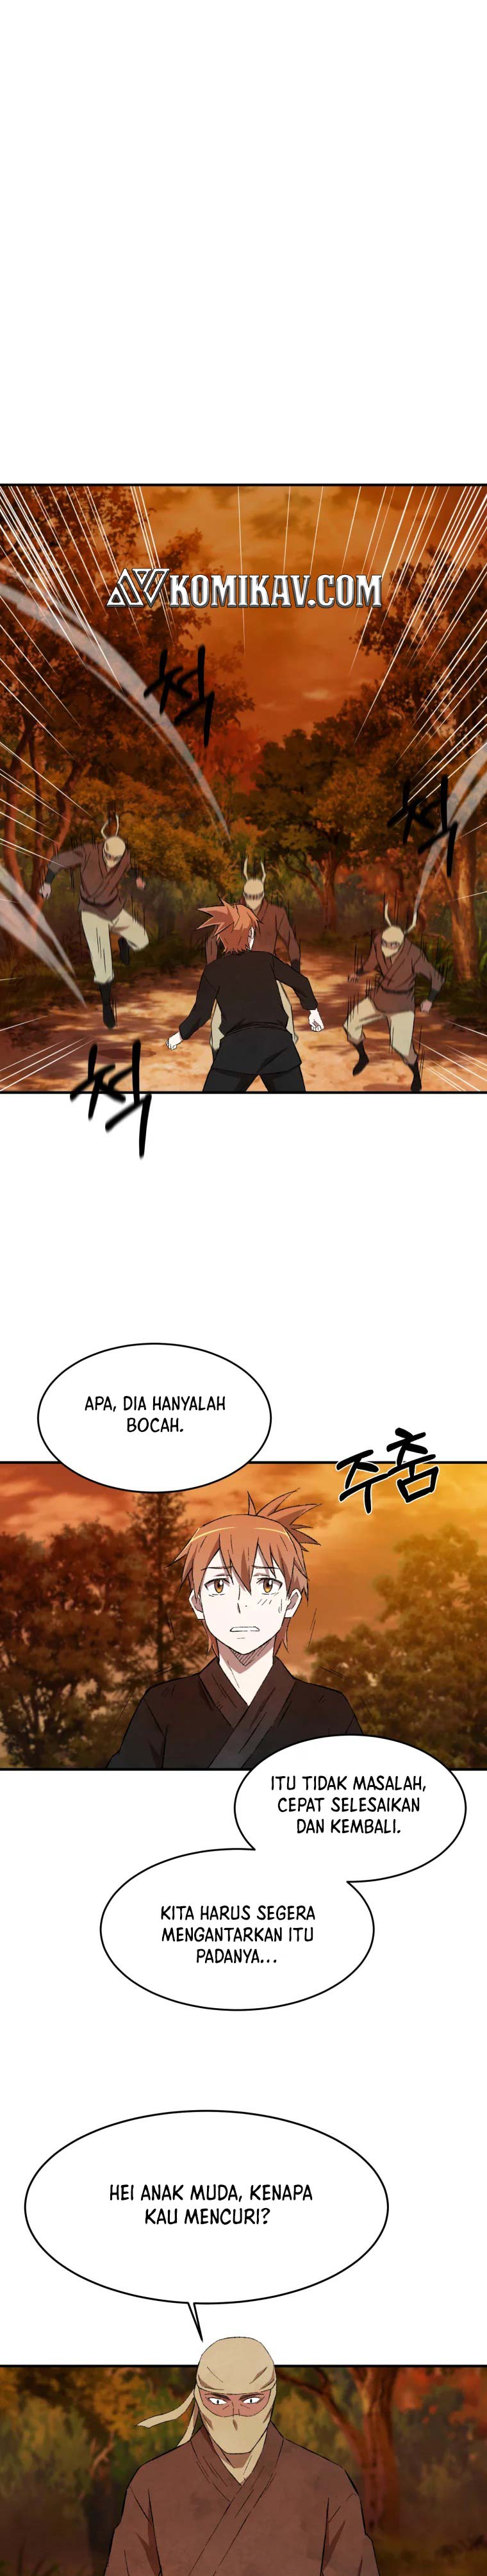 KOMIKAV.COM
척
척
척
APA, DIA HANYALAH
BOCAH.
주춤
ITU TIDAK MASALAH,
CEPAT SELESAIKAN
DAN KEMBALI.
KITA HARUS SEGERA
MENGANTARKAN ITU
PADANYA...
HEI ANAK MUDA, KENAPA
KAU MENCURI?